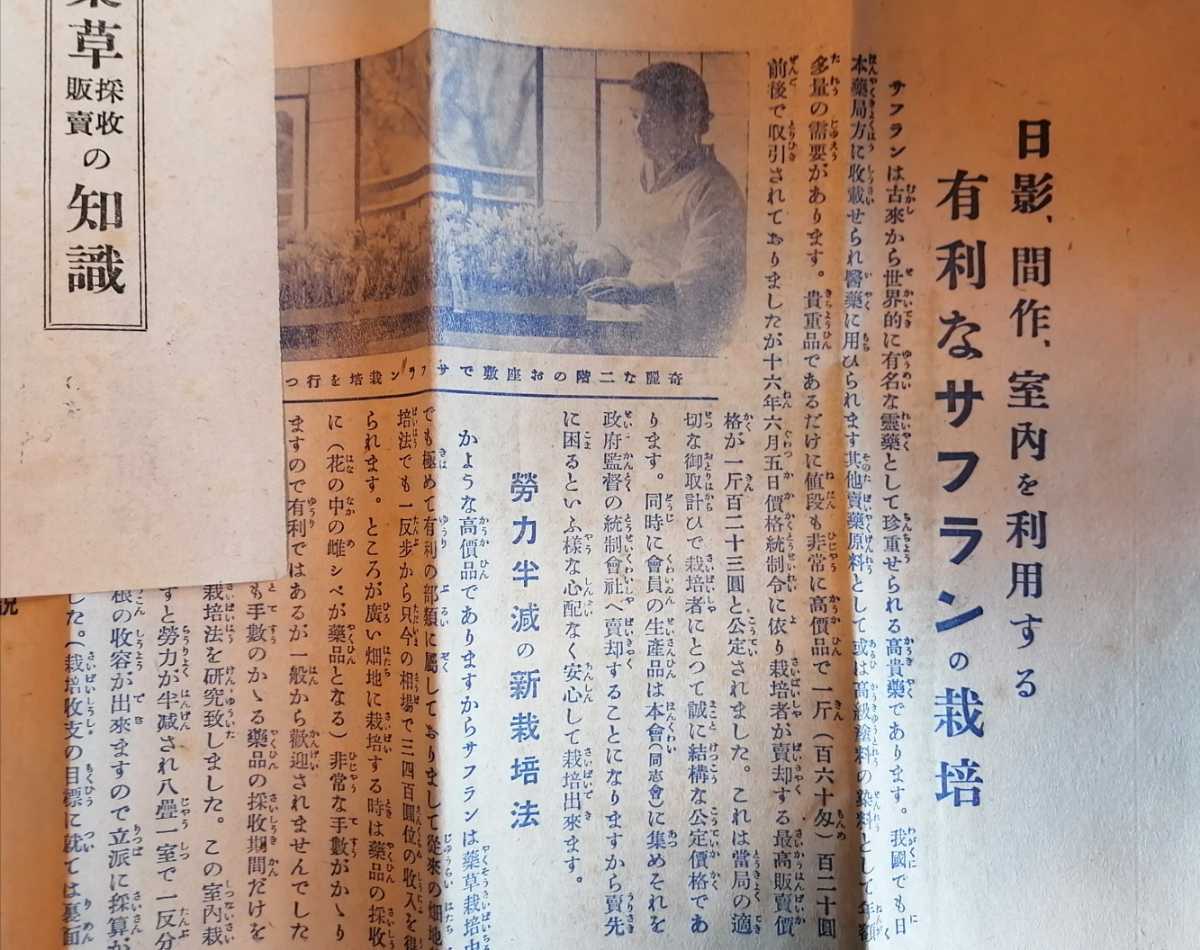 日影、間作、室內を利用する
有利なサフランの栽培
サフランは古來から世界的に有名な靈藥として珍重せられる高貴藥であります。我國でも日
本藥局方に收載せられ醫藥に用ひられます其他賣藥原料として或は高級塗料の染料として年額
多量の需要があります。貴重品であるだけに値段も非常に高價品で一斤(百六十匁)百二十圓
前後で取引されておりましたが十六年六月五日價格統制令に依り栽培者が賣却する最高販賣價
格が一斤百二十三圓と公定されました。これは當局の適
切な御取計ひで栽培者にとつて誠に結構な公定價格であ
ります。同時に會員の生產品は本會(同志會)に集めそれを
政府監督の統制會社へ賣却することになりますから賣先
に困るといふ樣な心配なく安心して栽培出來ます。
奇麗な二階のお座敷でサフラン栽培を行つ
勞力半減の新栽培法
かような高價品でありますからサフランは藥草栽培中
でも極めて有利の部類に屬しておりまして從來の畑地
培法でも一反步から只今の相場で三四百圓位の收入を得
られます。ところが廣い畑地に栽培する時は藥品の採收
に(花の中の雌シベが藥品となる)非常な手數がかゝり
ますので有利ではあるが一般から歡迎されませんでした
も手數のかゝる藥品の採收期間だけを
栽培法を研究致しました。この室內栽
すと勞力が半減され八疊一室で一反分
根の收容が出來ますので立派に採算が
した。(栽培收支の目標に就ては裏面
藥草採收販賣の知識